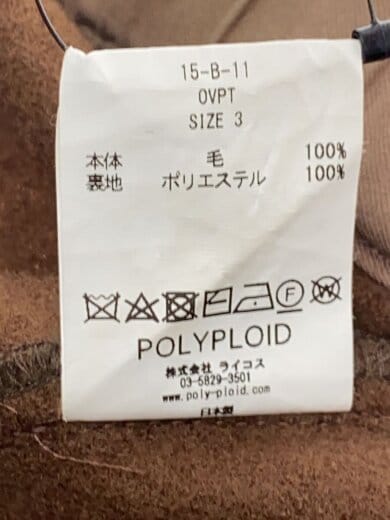 15-B-11
OVPT
SIZE 3
本体 毛 100%
裏地 ポリエステル 100%
F
W
POLYPLOID
株式会社 ライコス
03-5829-3501
www.poly-ploid.com
日本製